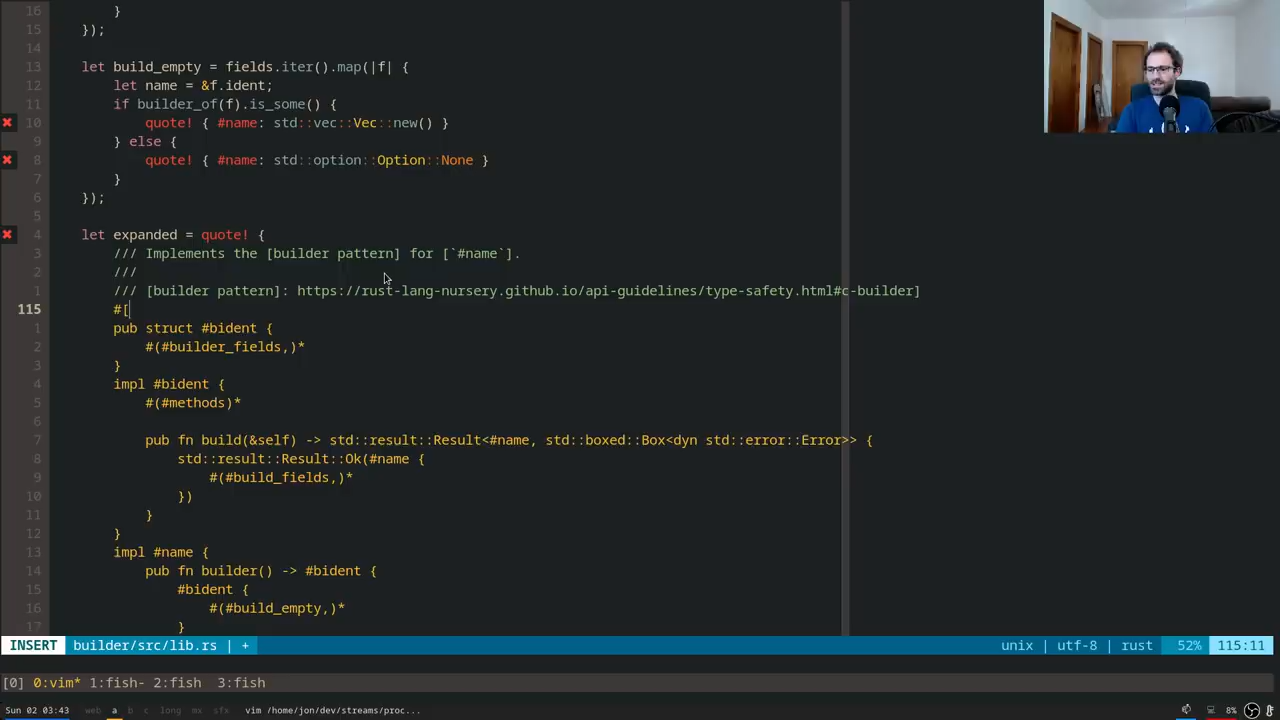 16         }
15     });
14
13     let build_empty = fields.iter().map(|f| {
12         let name = &f.ident;
11         if builder_of(f).is_some() {
10             quote! { #name: std::vec::Vec::new() }
9         } else {
8             quote! { #name: std::option::Option::None }
7         }
6     });
5
4     let expanded = quote! {
3         /// Implements the [builder pattern] for [`#name`].
2         ///
1         /// [builder pattern]: https://rust-lang-nursery.github.io/api-guidelines/type-safety.html#c-builder]
115         #[
1         pub struct #bident {
2             #(#builder_fields,)*
3         }
4         impl #bident {
5             #(#methods)*
6
7             pub fn build(&self) -> std::result::Result<#name, std::boxed::Box<dyn std::error::Error>> {
8                 std::result::Result::Ok(#name {
9                     #(#build_fields,)*
10                 })
11             }
12         }
13         impl #name {
14             pub fn builder() -> #bident {
15                 #bident {
16                     #(#build_empty,)*
17                 }
INSERT builder/src/lib.rs | + unix | utf-8 | rust 52% 115:11
[0] 0:vim* 1:fish- 2:fish 3:fish
Sun 02 03:43 web a b c long mx sfx vim /home/jon/dev/streams/proc... 8%